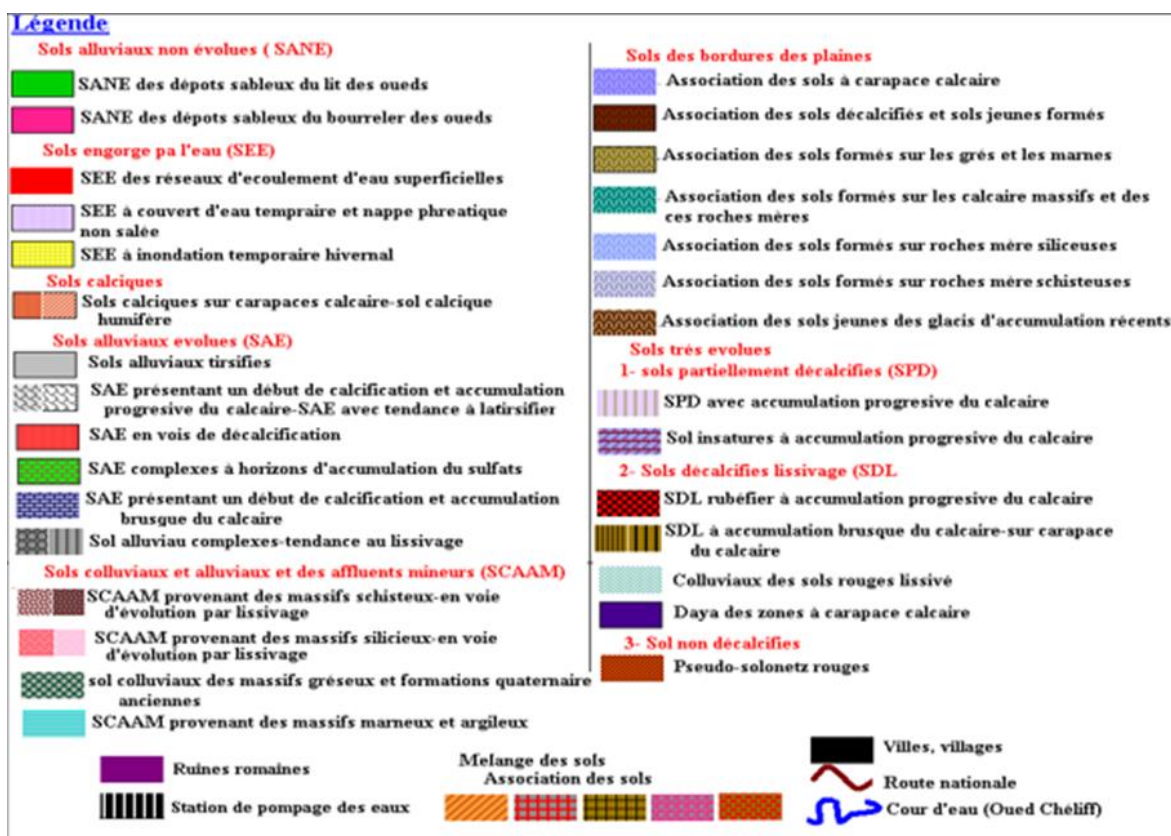 Légende
Sols alluviaux non évolues ( SANE)
SANE des dépots sableux du lit des oueds
SANE des dépots sableux du bourreler des oueds
Sols engorge pa l'eau (SEE)
SEE des réseaux d'ecoulement d'eau superficielles
SEE à couvert d'eau tempraire et nappe phreatique
non salée
SEE à inondation temporaire hivernal
Sols calciques
Sols calciques sur carapaces calcaire-sol calcique
humifére
Sols alluviaux evolues (SAE)
Sols alluviaux tirsifies
SAE présentant un début de calcification et accumulation
progresive du calcaire-SAE avec tendance à latirsifier
SAE en vois de décalcification
SAE complexes à horizons d'accumulation du sulfats
SAE présentant un début de calcification et accumulation
brusque du calcaire
Sol alluviau complexes-tendance au lissivage
Sols colluviaux et alluviaux et des affluents mineurs (SCAAM)
SCAAM provenant des massifs schisteux-en voie
d'évolution par lissivage
SCAAM provenant des massifs silicieux-en voie
d'évolution par lissivage
sol colluviaux des massifs gréseux et formations quaternaire
anciennes
SCAAM provenant des massifs marneux et argileux
Sols des bordures des plaines
Association des sols à carapace calcaire
Association des sols décalcifiés et sols jeunes formés
Association des sols formés sur les grés et les marnes
Association des sols formés sur les calcaire massifs et des
ces roches mères
Association des sols formés sur roches mère siliceuses
Association des sols formés sur roches mère schisteuses
Association des sols jeunes des glacis d'accumulation récents
Sols trés evolues
1- sols partiellement décalcifies (SPD)
SPD avec accumulation progresive du calcaire
Sol insatures à accumulation progresive du calcaire
2- Sols décalcifies lissivage (SDL
SDL rubéfier à accumulation progresive du calcaire
SDL à accumulation brusque du calcaire-sur carapace
du calcaire
Colluviaux des sols rouges lissivé
Daya des zones à carapace calcaire
3- Sol non décalcifies
Pseudo-solonetz rouges
Ruines romaines
Station de pompage des eaux
Melange des sols
Association des sols
Villes, villages
Route nationale
Cour d'eau (Oued Chéliff)